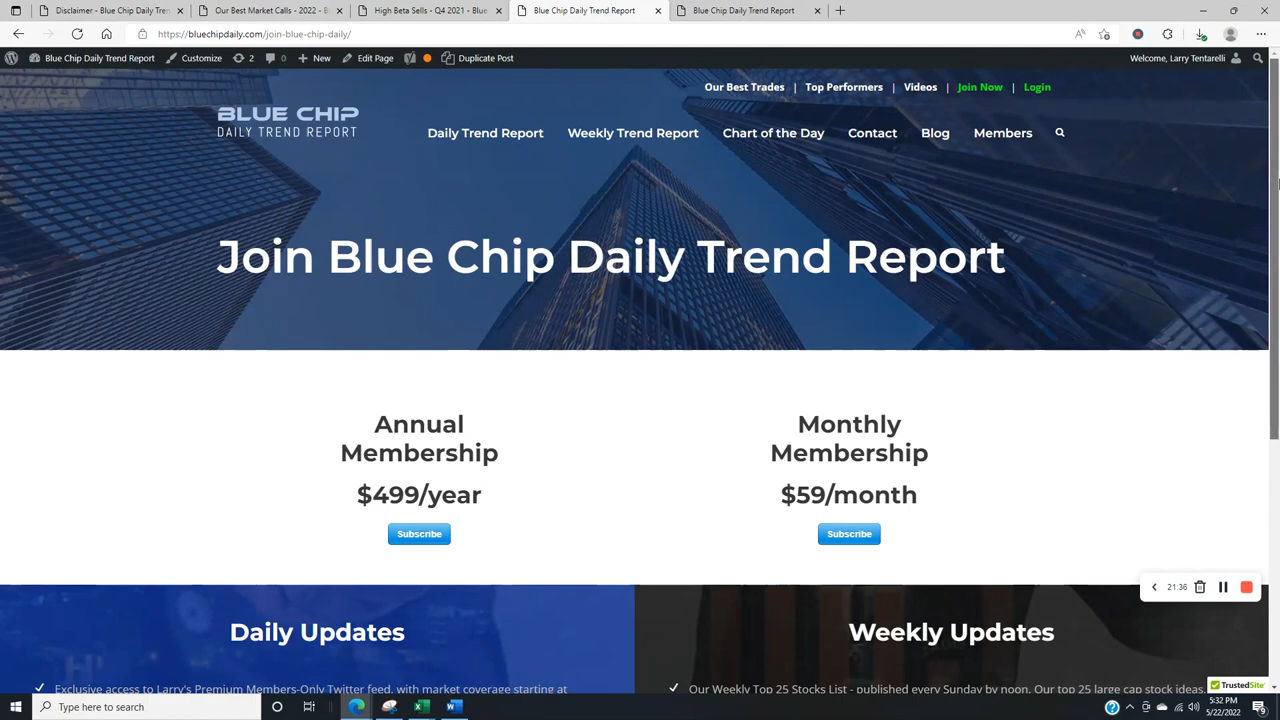 Disclaimer - Blue Chip Daily Tren
Our Best Market Calls - 2022 - B
High Beta Sells - Q4 2021 - Blue
Blue Chip Daily Trend Report
Blue Chip Daily Trend Report
https://bluechipdaily.com/join-blue-chip-daily/
Blue Chip Daily Trend Report Customize 2 0 New Edit Page Duplicate Post Welcome, Larry Tentarelli
Our Best Trades | Top Performers | Videos | Join Now | Login
BLUE CHIP
DAILY TREND REPORT
Daily Trend Report Weekly Trend Report Chart of the Day Contact Blog Members
Join Blue Chip Daily Trend Report
Annual
Membership
$499/year
Subscribe
Monthly
Membership
$59/month
Subscribe
21:36
Daily Updates
Weekly Updates
✓ Exclusive access to Larry's Premium Members-Only Twitter feed, with market coverage starting at
✓ Our Weekly Top 25 Stocks List - published every Sunday by noon. Our top 25 large cap stock ideas,
TrustedSite
Type here to search
5:32 PM
5/22/2022